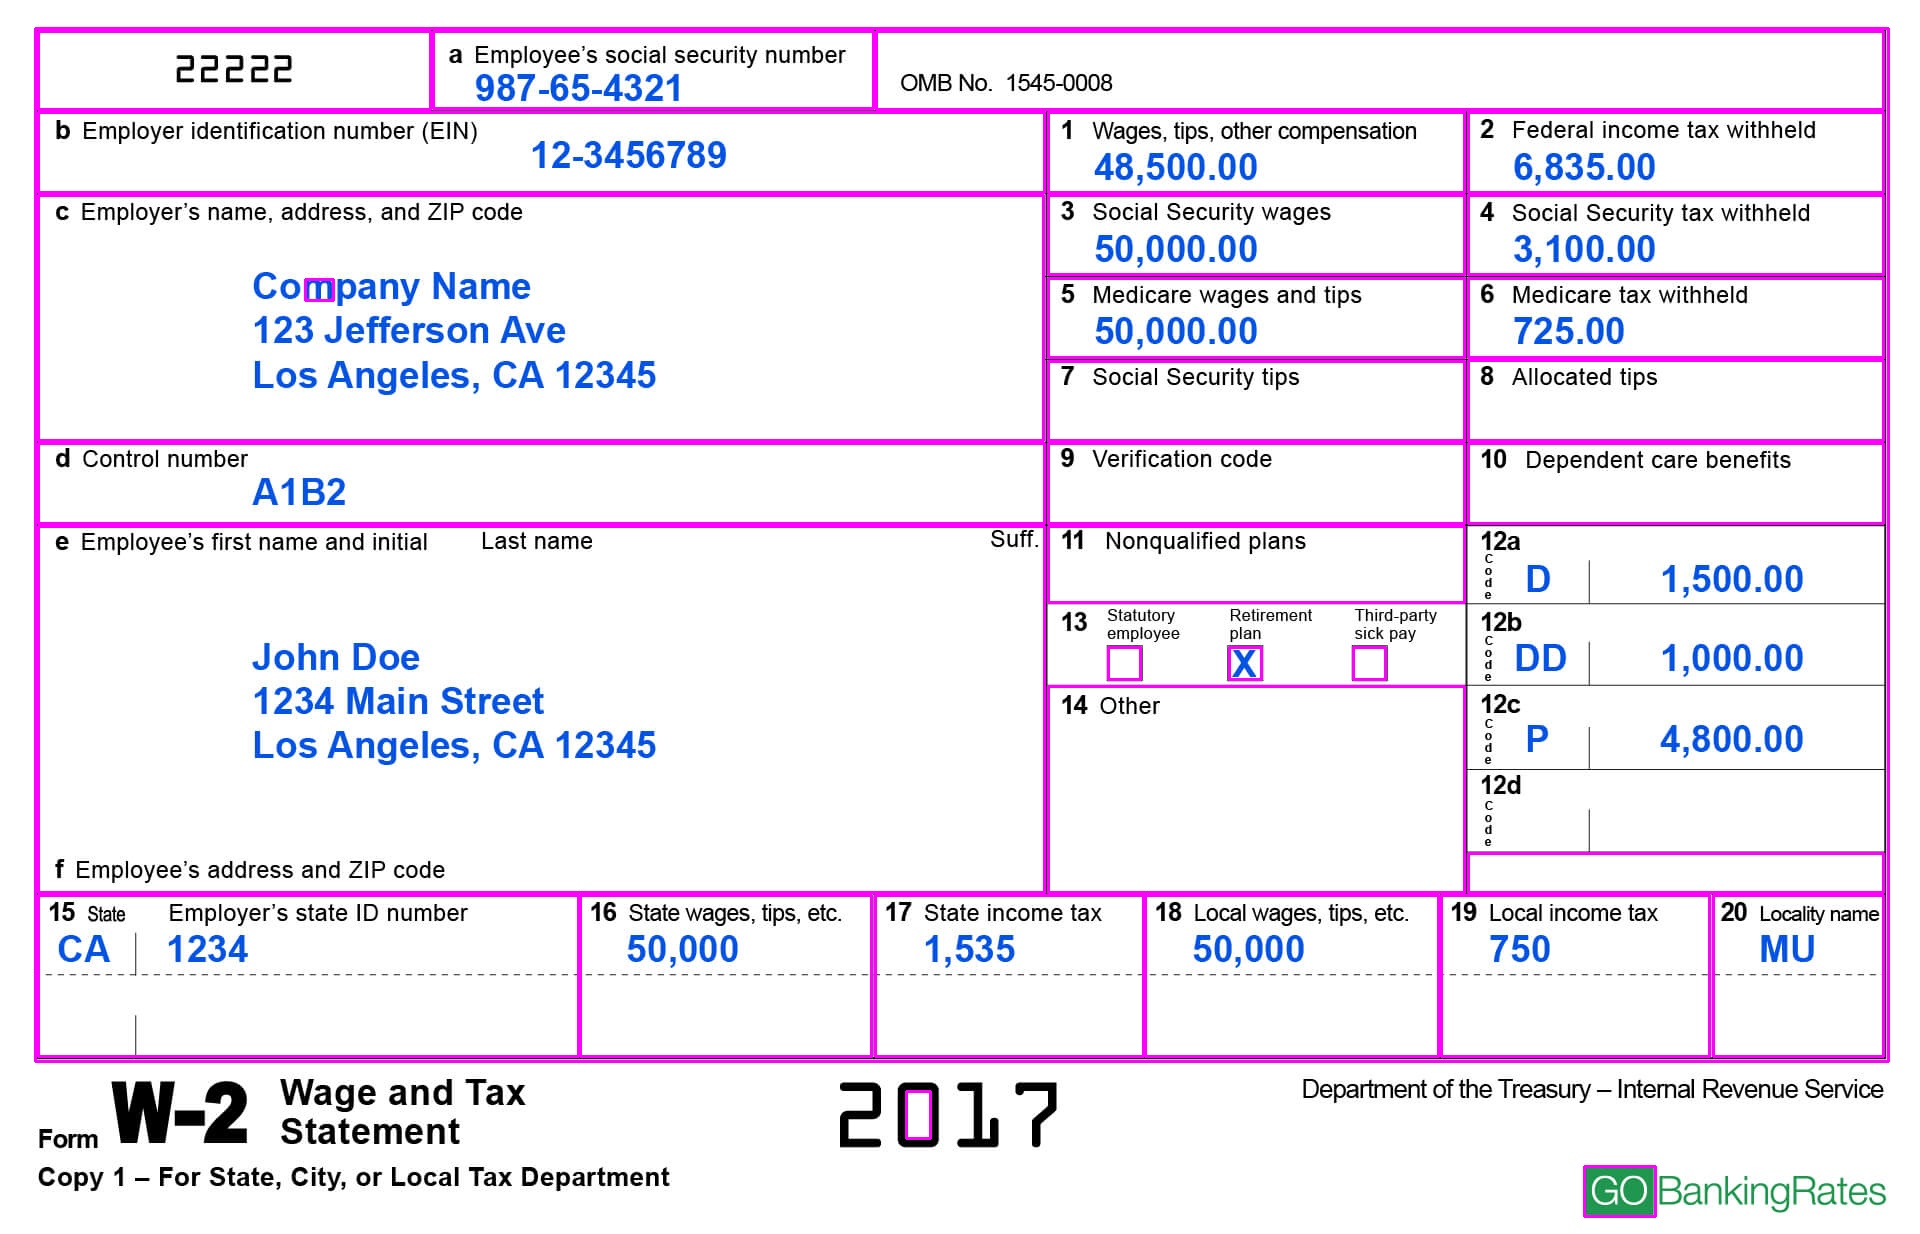 22222
a Employee’s social security number
987-65-4321
OMB No. 1545-0008
b Employer identification number (EIN)
12-3456789
1 Wages, tips, other compensation
48,500.00
2 Federal income tax withheld
6,835.00
c Employer’s name, address, and ZIP code
Company Name
123 Jefferson Ave
Los Angeles, CA 12345
3 Social Security wages
50,000.00
4 Social Security tax withheld
3,100.00
5 Medicare wages and tips
50,000.00
6 Medicare tax withheld
725.00
7 Social Security tips
8 Allocated tips
d Control number
A1B2
9 Verification code
10 Dependent care benefits
e Employee’s first name and initial Last name Suff.
John Doe
1234 Main Street
Los Angeles, CA 12345
f Employee’s address and ZIP code
11 Nonqualified plans
12a
Code D 1,500.00
13 Statutory employee Retirement plan Third-party sick pay
X
12b
Code DD 1,000.00
14 Other
12c
Code P 4,800.00
12d
Code
15 State Employer’s state ID number
CA 1234
16 State wages, tips, etc.
50,000
17 State income tax
1,535
18 Local wages, tips, etc.
50,000
19 Local income tax
750
20 Locality name
MU
Form W-2 Wage and Tax Statement
2017
Department of the Treasury – Internal Revenue Service
Copy 1 – For State, City, or Local Tax Department
GOBankingRates